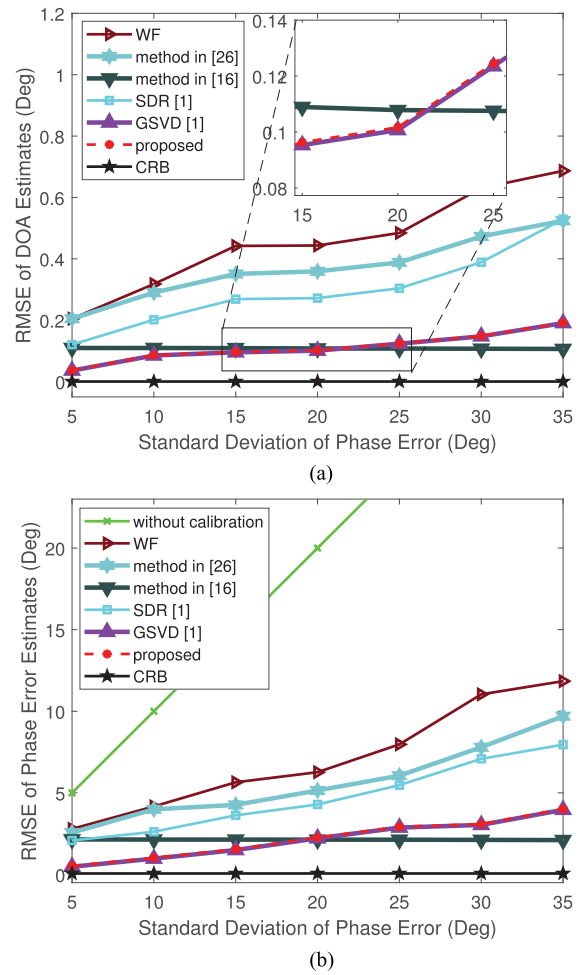 1.2
1
0.8
0.6
0.4
0.2
0
RMSE of DOA Estimates (Deg)
WF
method in [26]
method in [16]
SDR [1]
GSVD [1]
proposed
CRB
0.14
0.12
0.1
0.08
15 20 25
5 10 15 20 25 30 35
Standard Deviation of Phase Error (Deg)
(a)
20
15
10
5
0
RMSE of Phase Error Estimates (Deg)
without calibration
WF
method in [26]
method in [16]
SDR [1]
GSVD [1]
proposed
CRB
5 10 15 20 25 30 35
Standard Deviation of Phase Error (Deg)
(b)